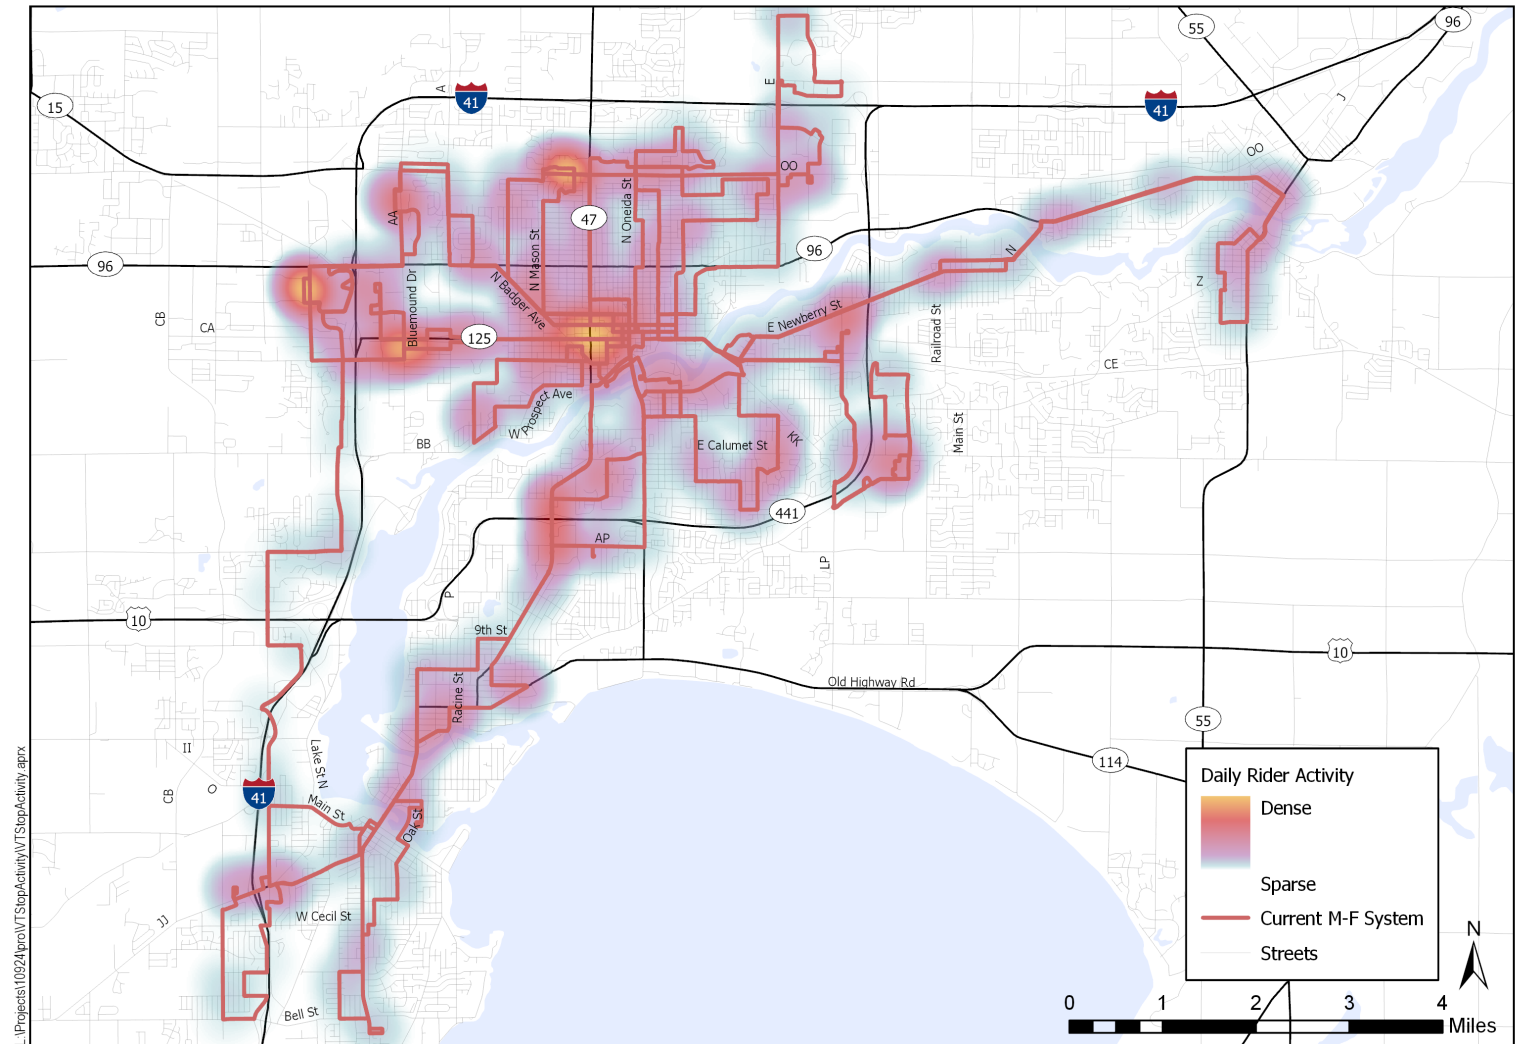 55
96
15
A
41
E
41
J
OO
OO
AA
47
N Oneida St
96
96
N Mason St
N
Z
CB
CA
Bluemound Dr
N Badger Ave
125
E Newberry St
Railroad St
CE
W Prospect Ave
BB
E Calumet St
KK
Main St
441
AP
LP
P
10
9th St
10
Racine St
Old Highway Rd
55
114
II
Lake St N
CB
O
41
Main St
Oak St
JJ
W Cecil St
Bell St
Daily Rider Activity
Dense
Sparse
Current M-F System
Streets
N
0 1 2 3 4
Miles
L:\Projects\10924\pro\VTStopActivity\VTStopActivity.aprx